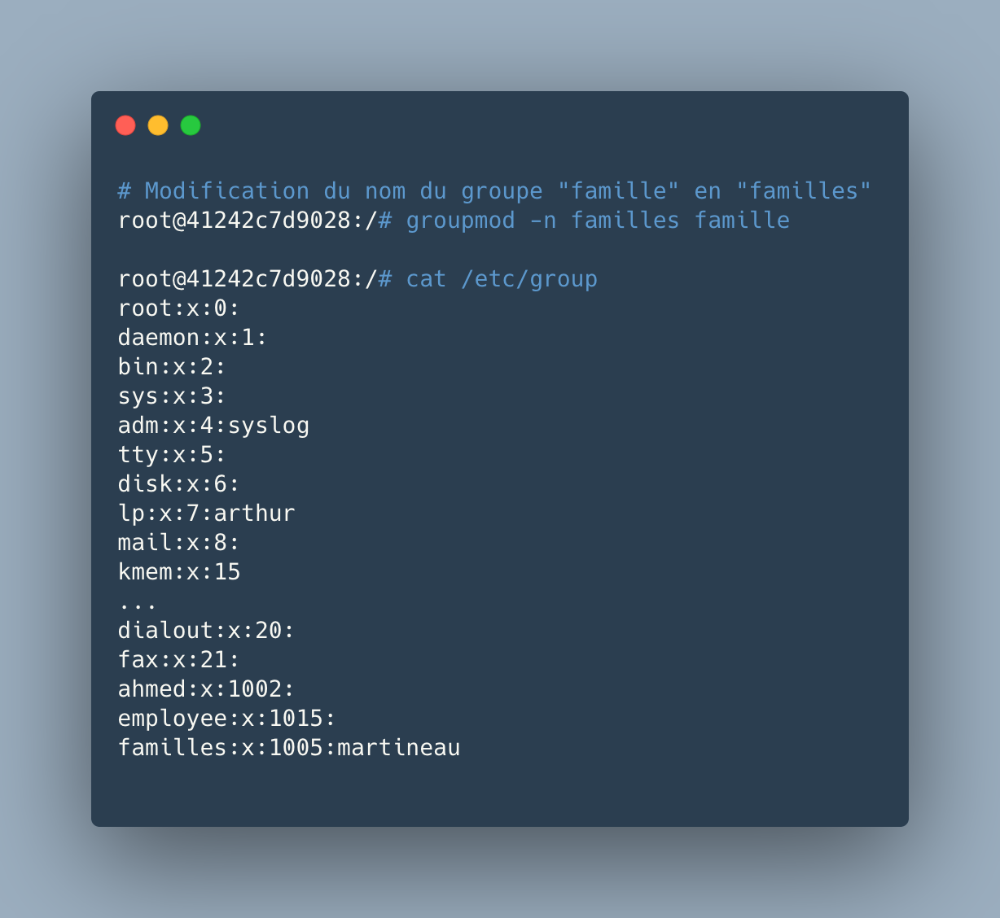 # Modification du nom du groupe "famille" en "familles"
root@41242c7d9028:/# groupmod -n familles famille
root@41242c7d9028:/# cat /etc/group
root:x:0:
daemon:x:1:
bin:x:2:
sys:x:3:
adm:x:4:syslog
tty:x:5:
disk:x:6:
lp:x:7:arthur
mail:x:8:
kmem:x:15
...
dialout:x:20:
fax:x:21:
ahmed:x:1002:
employee:x:1015:
familles:x:1005:martineau